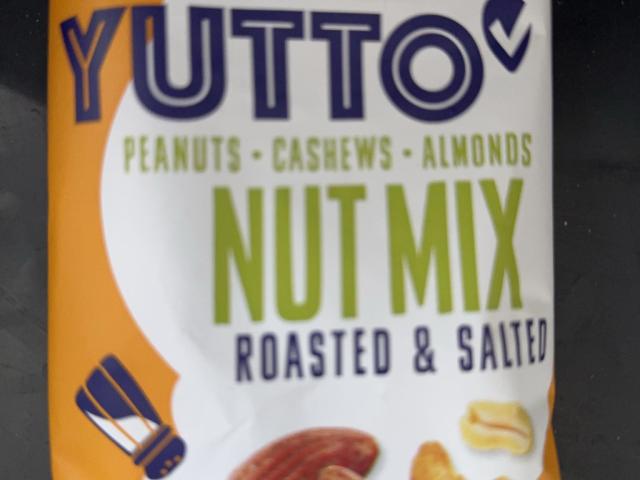 YUTTO
PEANUTS • CASHEWS • ALMONDS
NUT MIX
ROASTED & SALTED